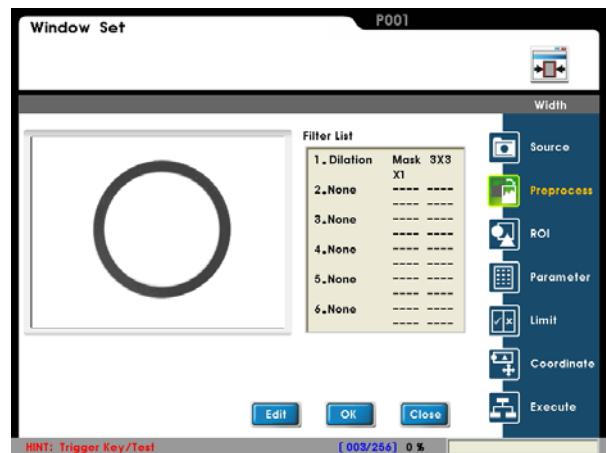 Window Set
P001
Width
Filter List
1.Dilation Mask 3X3
X1
2.None ---- ----
---- ----
3.None ---- ----
---- ----
4.None ---- ----
---- ----
5.None ---- ----
---- ----
6.None ---- ----
---- ----
Source
Preprocess
ROI
Parameter
Limit
Coordinate
Execute
Edit
OK
Close
HINT: Trigger Key/Test
[003/256] 0 %